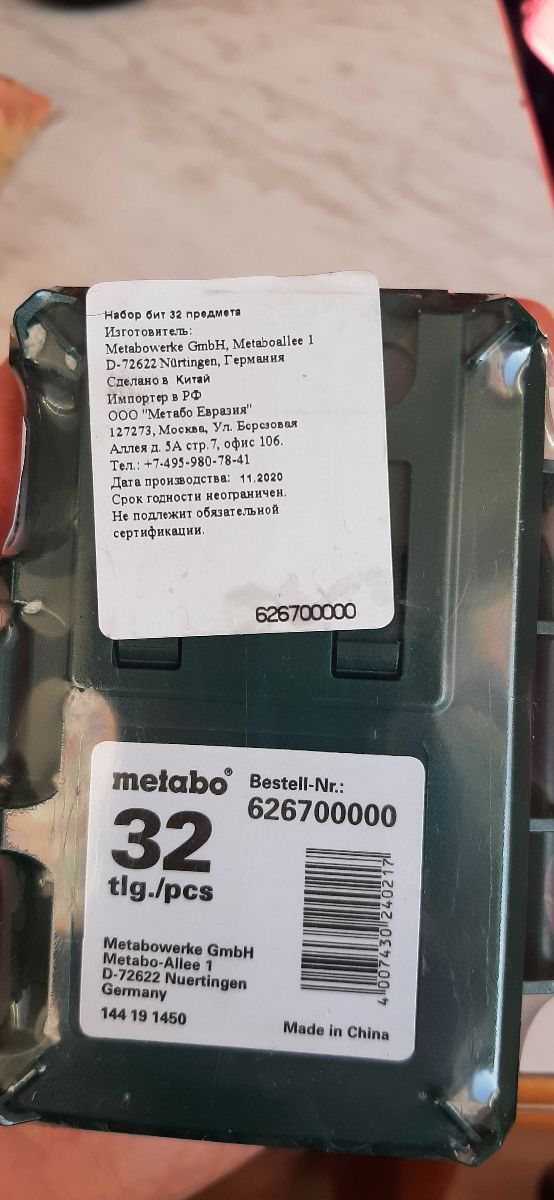 Набор бит 32 предмета
Изготовитель:
Metabowerke GmbH, Metaboallee 1
D-72622 Nürtingen, Германия
Сделано в Китай
Импортер в РФ
ООО "Метабо Евразия"
127273, Москва, Ул. Березовая
Аллея д. 5А стр.7, офис 106.
Тел.: +7-495-980-78-41
Дата производства: 11.2020
Срок годности неограничен.
Не подлежит обязательной
сертификации.
626700000
metabo®
Bestell-Nr.:
626700000
32
tlg./pcs
4 007430 240217
Metabowerke GmbH
Metabo-Allee 1
D-72622 Nuertingen
Germany
144 19 1450
Made in China